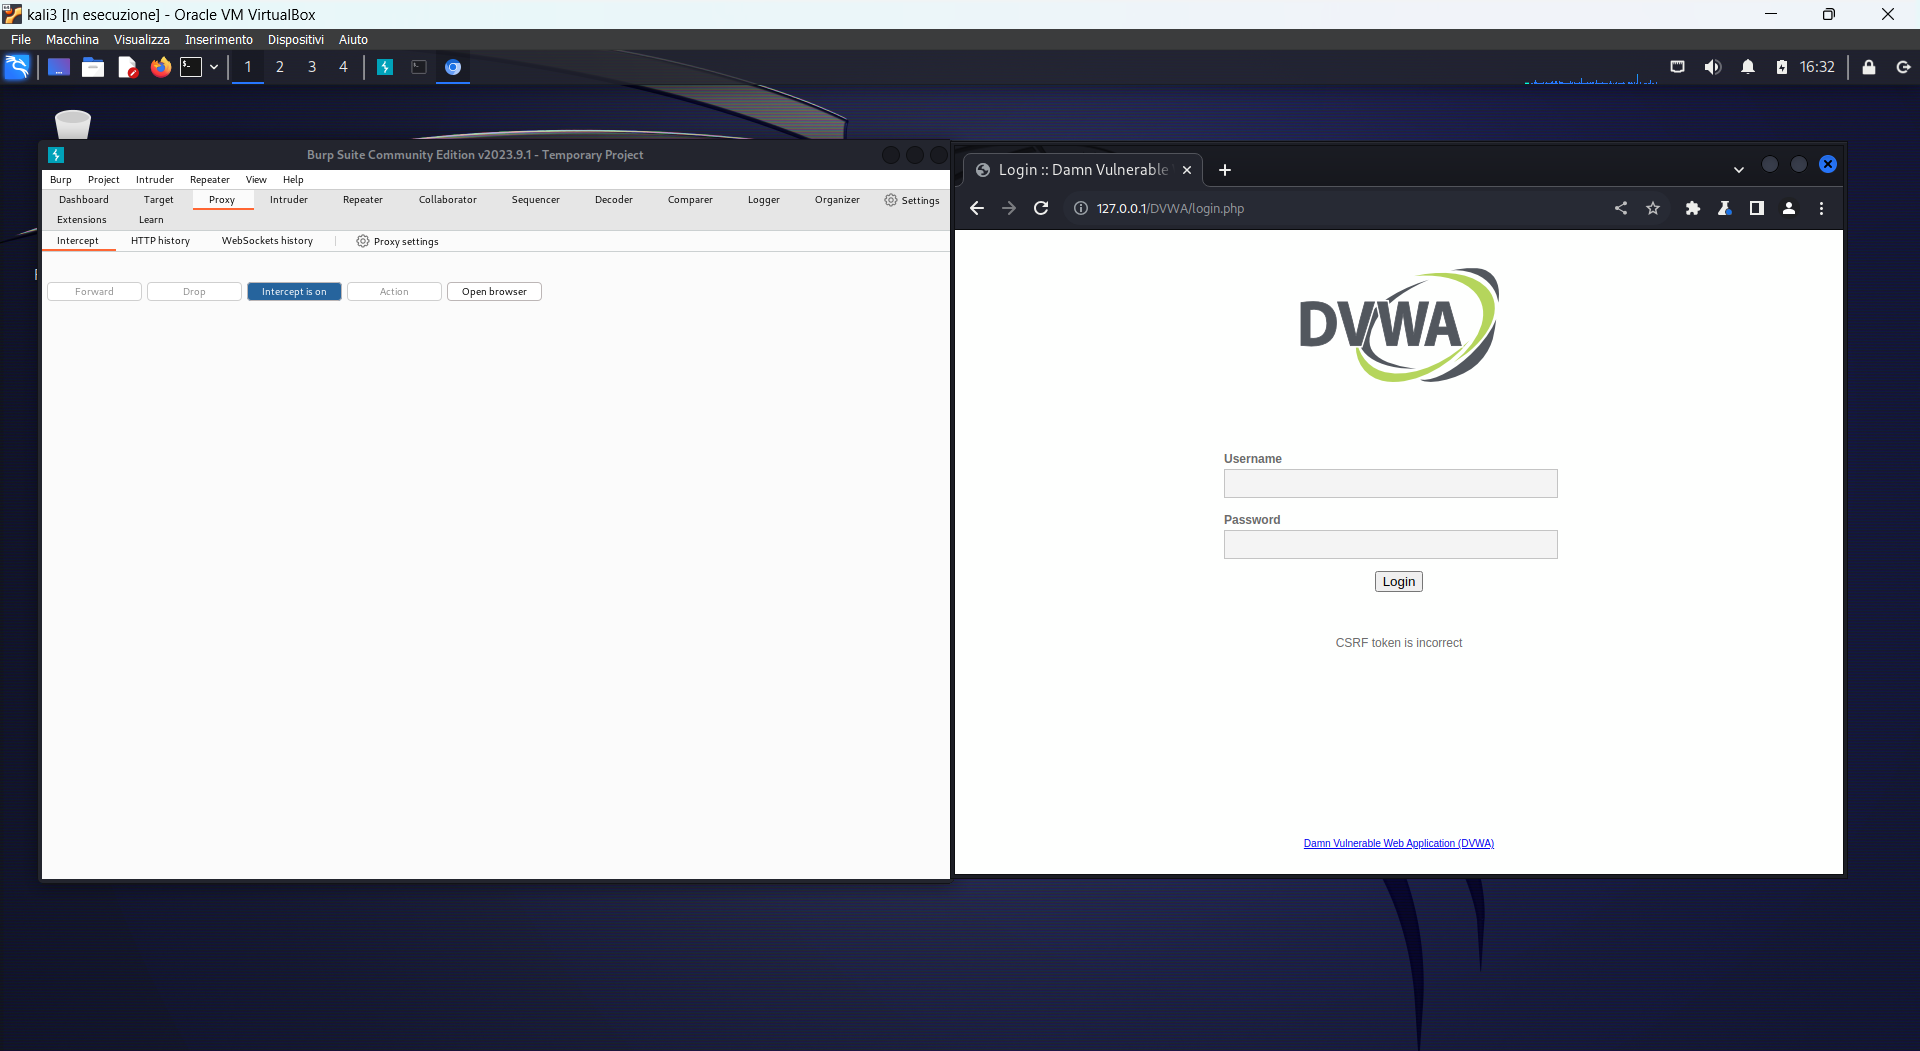 kali3 [In esecuzione] - Oracle VM VirtualBox
File Macchina Visualizza Inserimento Dispositivi Aiuto
1 2 3 4
16:32
Burp Suite Community Edition v2023.9.1 - Temporary Project
Burp Project Intruder Repeater View Help
Dashboard Target Proxy Intruder Repeater Collaborator Sequencer Decoder Comparer Logger Organizer Settings
Extensions Learn
Intercept HTTP history WebSockets history Proxy settings
Forward Drop Intercept is on Action Open browser
Login :: Damn Vulnerable
127.0.0.1/DVWA/login.php
DVWA
Username
Password
Login
CSRF token is incorrect
Damn Vulnerable Web Application (DVWA)